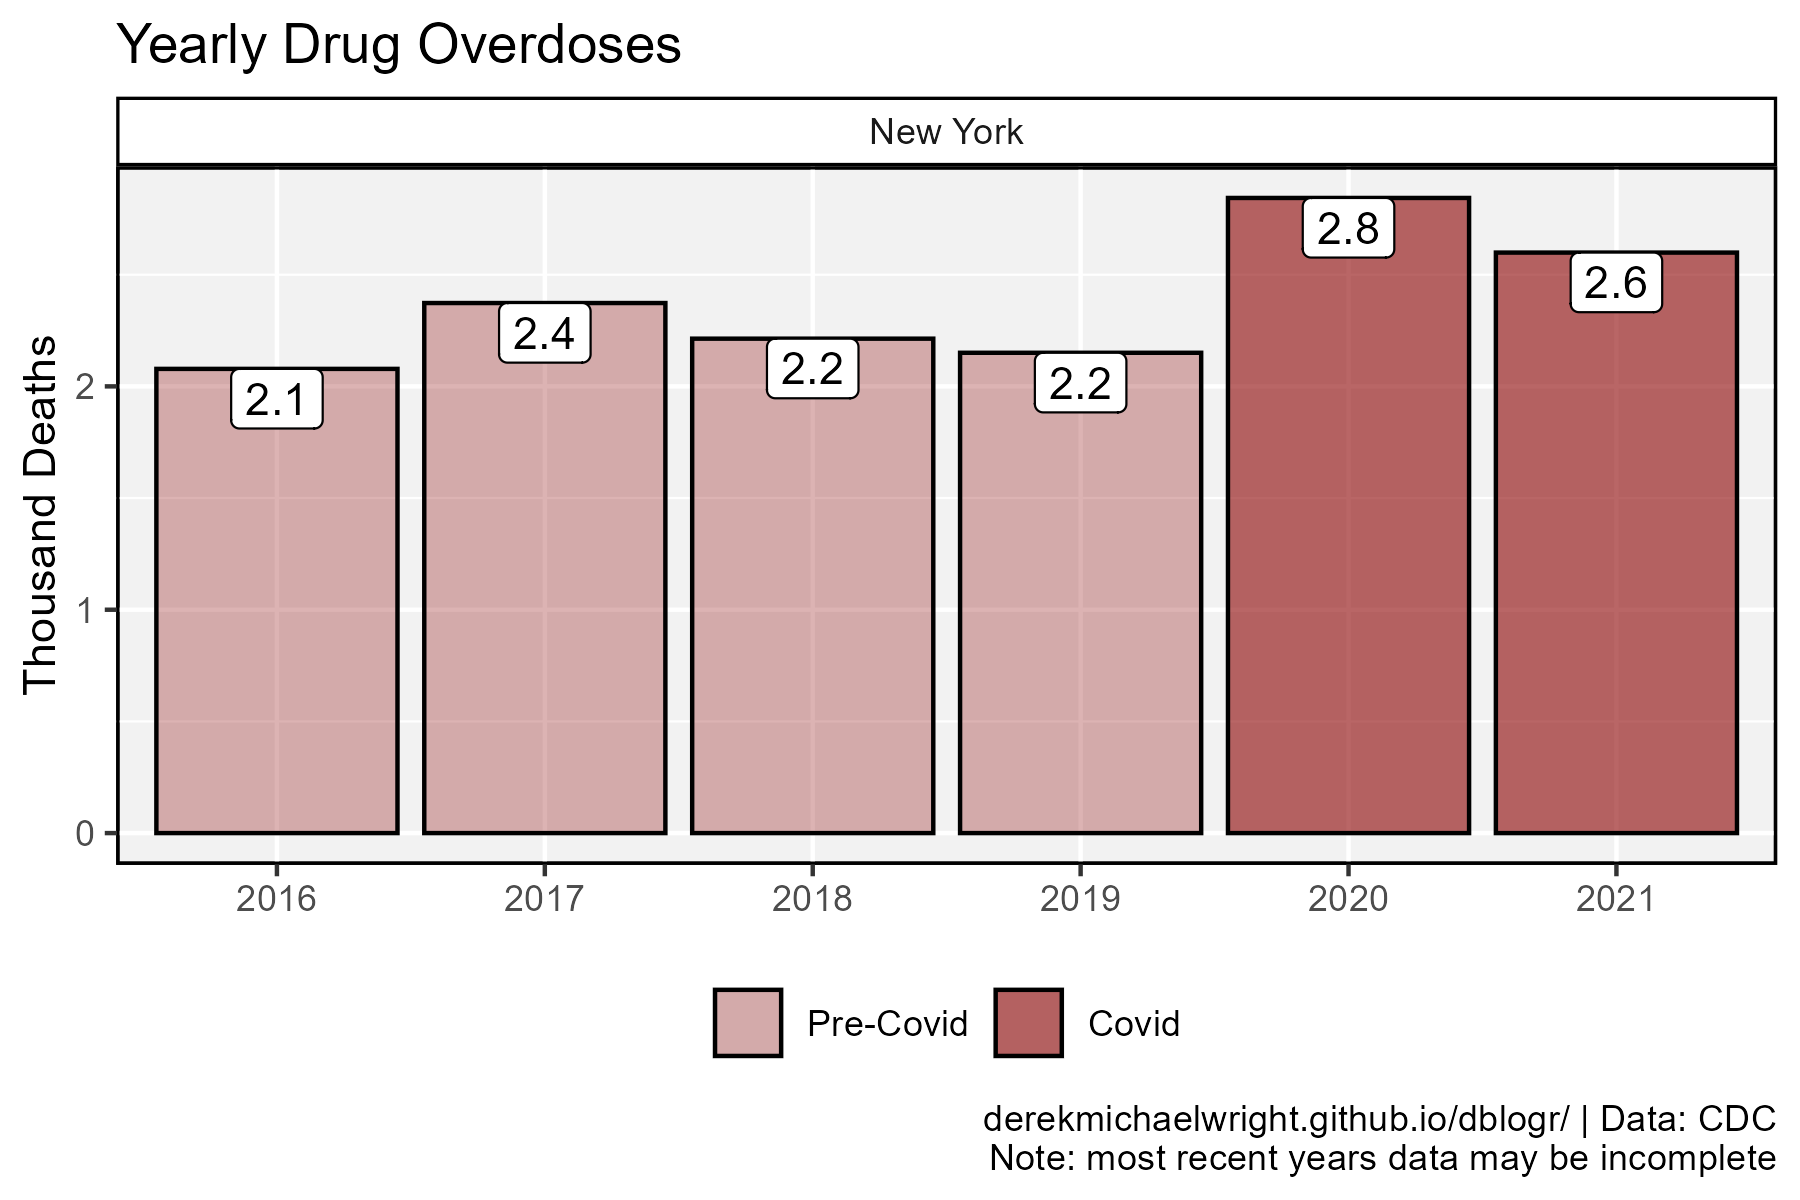 Yearly Drug Overdoses
New York
Thousand Deaths
2
1
0
2.1
2.4
2.2
2.2
2.8
2.6
2016
2017
2018
2019
2020
2021
Pre-Covid
Covid
derekmichaelwright.github.io/dblogr/ | Data: CDC
Note: most recent years data may be incomplete